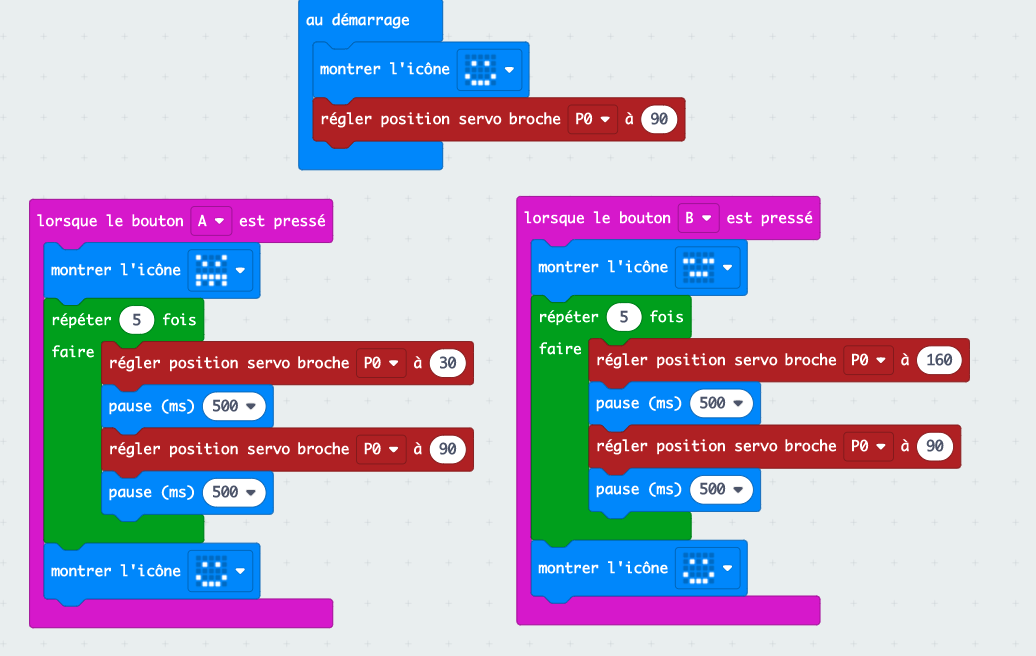 au démarrage
montrer l'icône
régler position servo broche P0 à 90
lorsque le bouton A est pressé
montrer l'icône
répéter 5 fois
faire
régler position servo broche P0 à 30
pause (ms) 500
régler position servo broche P0 à 90
pause (ms) 500
montrer l'icône
lorsque le bouton B est pressé
montrer l'icône
répéter 5 fois
faire
régler position servo broche P0 à 160
pause (ms) 500
régler position servo broche P0 à 90
pause (ms) 500
montrer l'icône